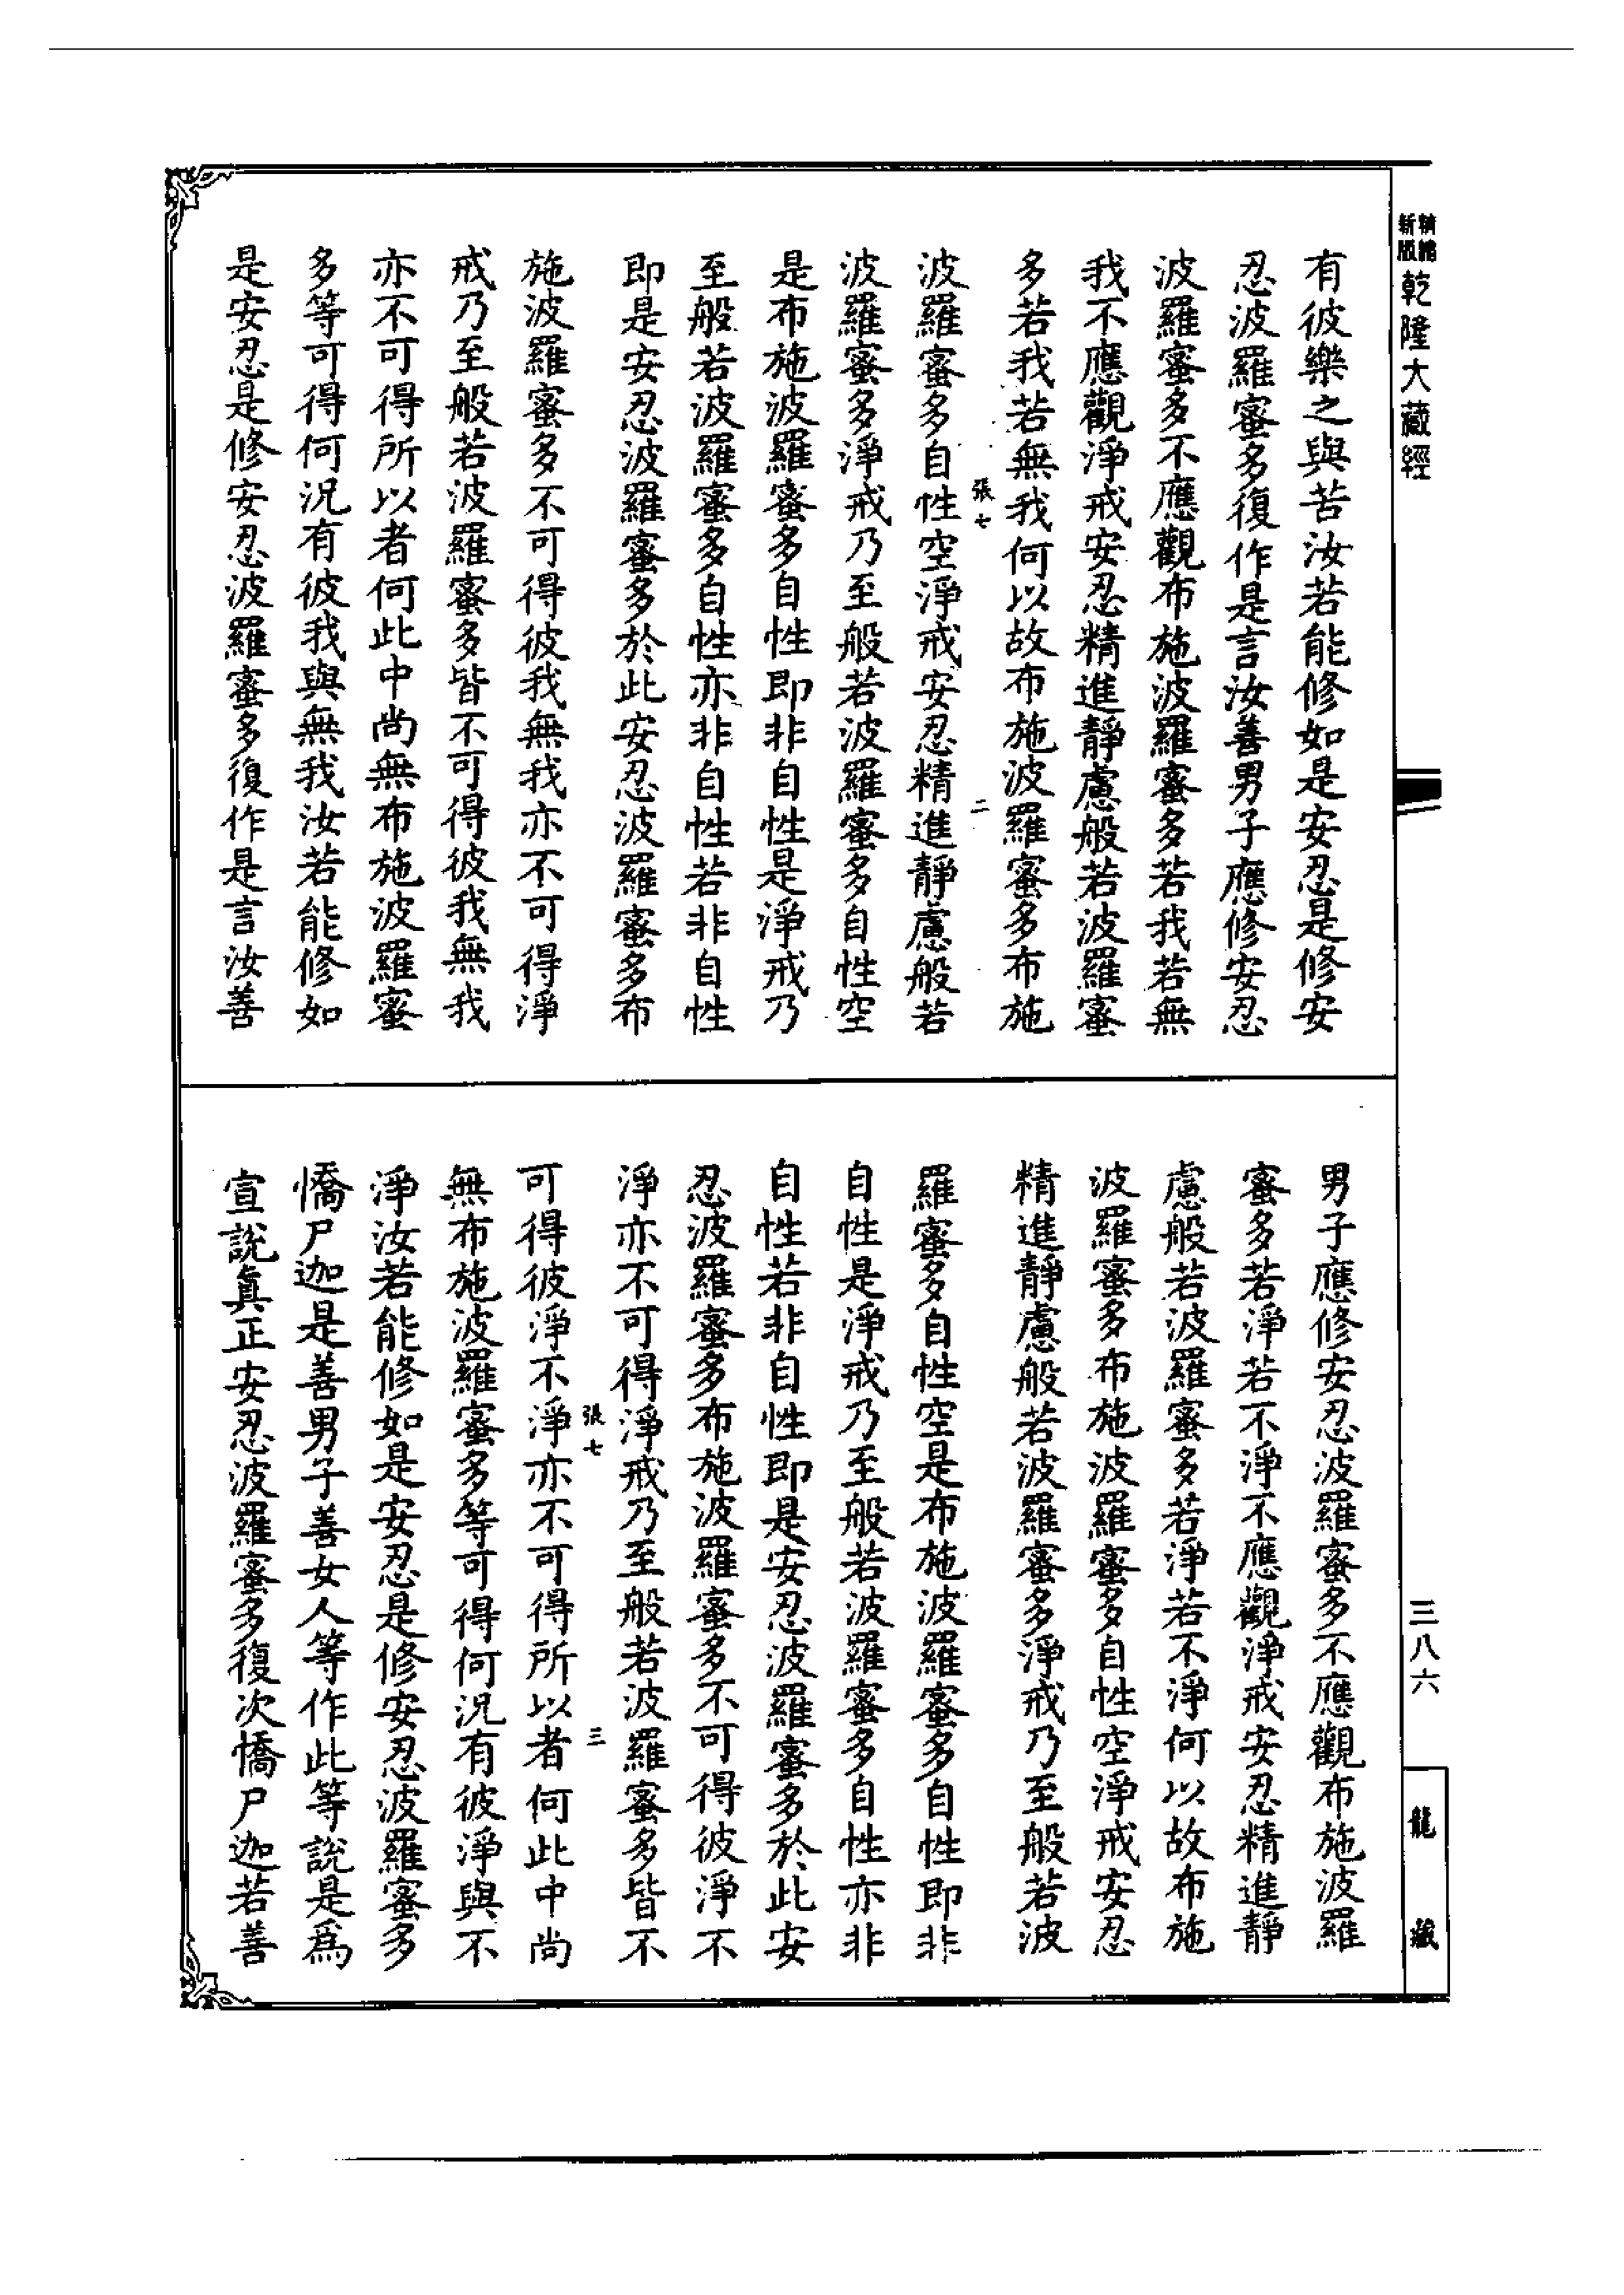 精縮新版
乾隆大藏經
有彼樂之與苦汝若能修如是安忍是修安
忍波羅蜜多復作是言汝善男子應修安忍
波羅蜜多不應觀布施波羅蜜多若我若無
我不應觀淨戒安忍精進靜慮般若波羅蜜
多若我若無我何以故布施波羅蜜多布施
張七
二
波羅蜜多自性空淨戒安忍精進靜慮般若
波羅蜜多淨戒乃至般若波羅蜜多自性空
是布施波羅蜜多自性即非自性是淨戒乃
至般若波羅蜜多自性亦非自性若非自性
即是安忍波羅蜜多於此安忍波羅蜜多布
施波羅蜜多不可得彼我無我亦不可得淨
戒乃至般若波羅蜜多皆不可得彼我無我
亦不可得所以者何此中尚無布施波羅蜜
多等可得何況有彼我與無我汝若能修如
是安忍是修安忍波羅蜜多復作是言汝善
三八六
龍藏
男子應修安忍波羅蜜多不應觀布施波羅
蜜多若淨若不淨不應觀淨戒安忍精進靜
慮般若波羅蜜多若淨若不淨何以故布施
波羅蜜多布施波羅蜜多自性空淨戒安忍
精進靜慮般若波羅蜜多淨戒乃至般若波
羅蜜多自性空是布施波羅蜜多自性即非
自性是淨戒乃至般若波羅蜜多自性亦非
自性若非自性即是安忍波羅蜜多於此安
忍波羅蜜多布施波羅蜜多不可得彼淨不
淨亦不可得淨戒乃至般若波羅蜜多皆不
張七
三
可得彼淨不淨亦不可得所以者何此中尚
無布施波羅蜜多等可得何況有彼淨與不
淨汝若能修如是安忍是修安忍波羅蜜多
憍尸迦是善男子善女人等作此等說是為
宣說真正安忍波羅蜜多復次憍尸迦若善